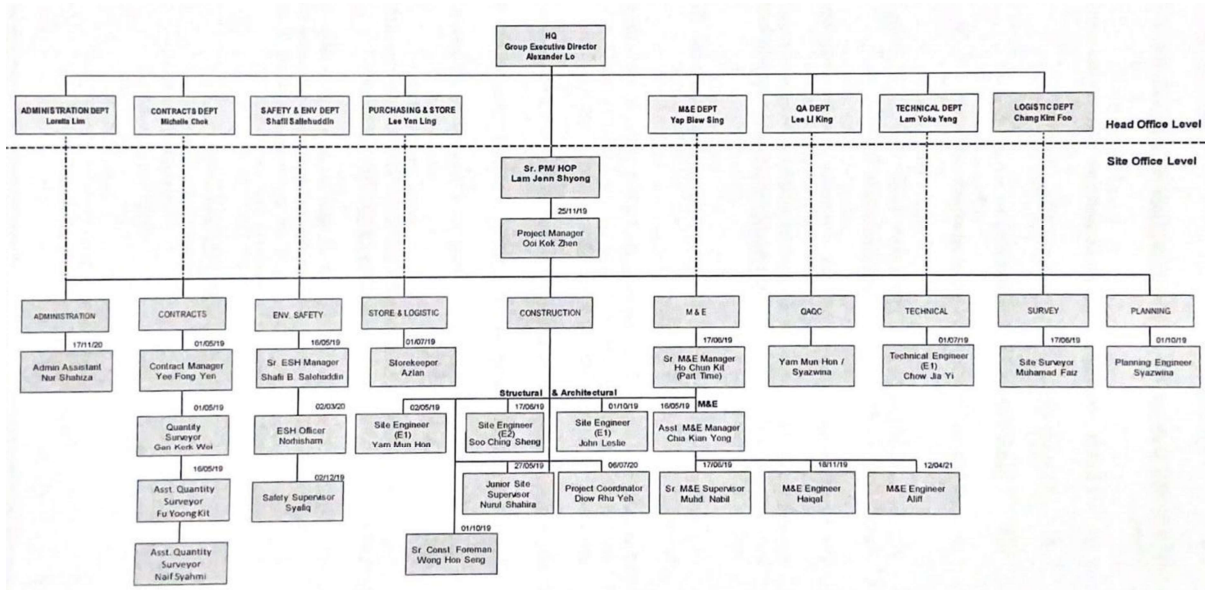 HQ
Group Executive Director
Alexander Lo
ADMINISTRATION DEPT
Loretta Lim
CONTRACTS DEPT
Michelle Chok
SAFETY & ENV DEPT
Shafil Sallehuddin
PURCHASING & STORE
Lee Yen Ling
M&E DEPT
Yap Biew Sing
QA DEPT
Lee Li King
TECHNICAL DEPT
Lam Yoke Yeng
LOGISTIC DEPT
Chang Kim Foo
Head Office Level
Site Office Level
Sr. PM/ HOP
Lam Jenn Shyong
25/11/19
Project Manager
Ooi Kok Zhen
ADMINISTRATION
CONTRACTS
ENV. SAFETY
STORE & LOGISTIC
CONSTRUCTION
M & E
QAQC
TECHNICAL
SURVEY
PLANNING
17/11/20
Admin Assistant
Nur Shahiza
01/05/19
Contract Manager
Yee Fong Yen
16/05/19
Sr. ESH Manager
Shafii B. Salehuddin
01/07/19
Storekeeper
Azlan
17/06/19
Sr. M&E Manager
Ho Chun Kit
(Part Time)
Yam Mun Hon /
Syazwina
01/07/19
Technical Engineer
(E1)
Chow Jia Yi
17/06/19
Site Surveyor
Muhamad Faiz
01/10/19
Planning Engineer
Syazwina
Structural & Architectural
M&E
01/05/19
Quantity
Surveyor
Gan Kerk Wei
02/03/20
ESH Officer
Norhisham
02/05/19
Site Engineer
(E1)
Yam Mun Hon
17/06/19
Site Engineer
(E2)
Soo Ching Sheng
01/10/19
Site Engineer
(E1)
John Leslie
16/05/19
Asst. M&E Manager
Chia Kian Yong
16/05/19
Asst. Quantity
Surveyor
Fu Yoong Kit
02/12/19
Safety Supervisor
Syafiq
27/05/19
Junior Site
Supervisor
Nurul Shahira
06/07/20
Project Coordinator
Diow Rhu Yeh
17/06/19
Sr. M&E Supervisor
Muhd. Nabil
18/11/19
M&E Engineer
Haiqal
12/04/21
M&E Engineer
Aliff
Asst. Quantity
Surveyor
Naif Syahmi
01/10/19
Sr. Const. Foreman
Wong Hon Seng